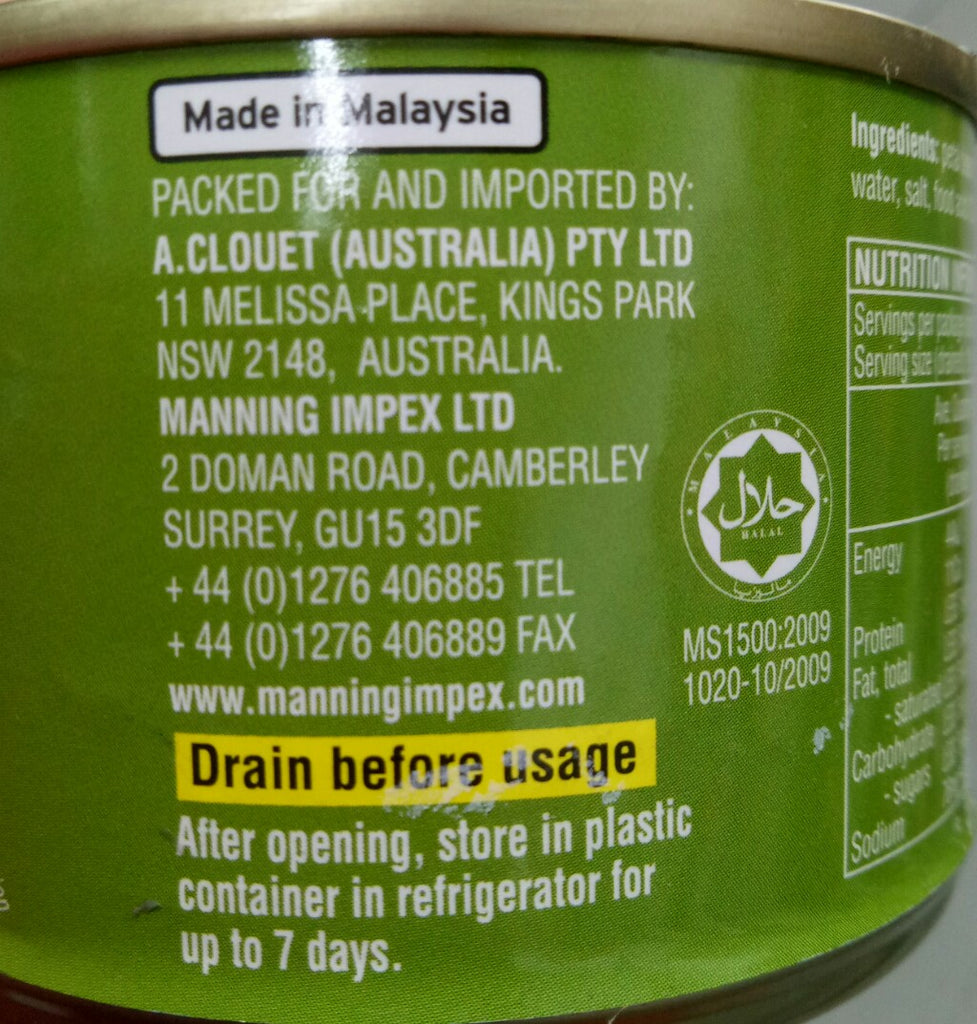 Made in Malaysia
PACKED FOR AND IMPORTED BY:
A.CLOUET (AUSTRALIA) PTY LTD
11 MELISSA PLACE, KINGS PARK
NSW 2148, AUSTRALIA.
MANNING IMPEX LTD
2 DOMAN ROAD, CAMBERLEY
SURREY, GU15 3DF
+ 44 (0)1276 406885 TEL
+ 44 (0)1276 406889 FAX
www.manningimpex.com
Drain before usage
After opening, store in plastic
container in refrigerator for
up to 7 days.
MALAYSIA
حلال
HALAL
ماليزيا
MS1500:2009
1020-10/2009
Ingredients:
water, salt, food
NUTRITION
Servings per
Serving size
Energy
Protein
Fat, total
- saturated
Carbohydrate
- sugars
Sodium